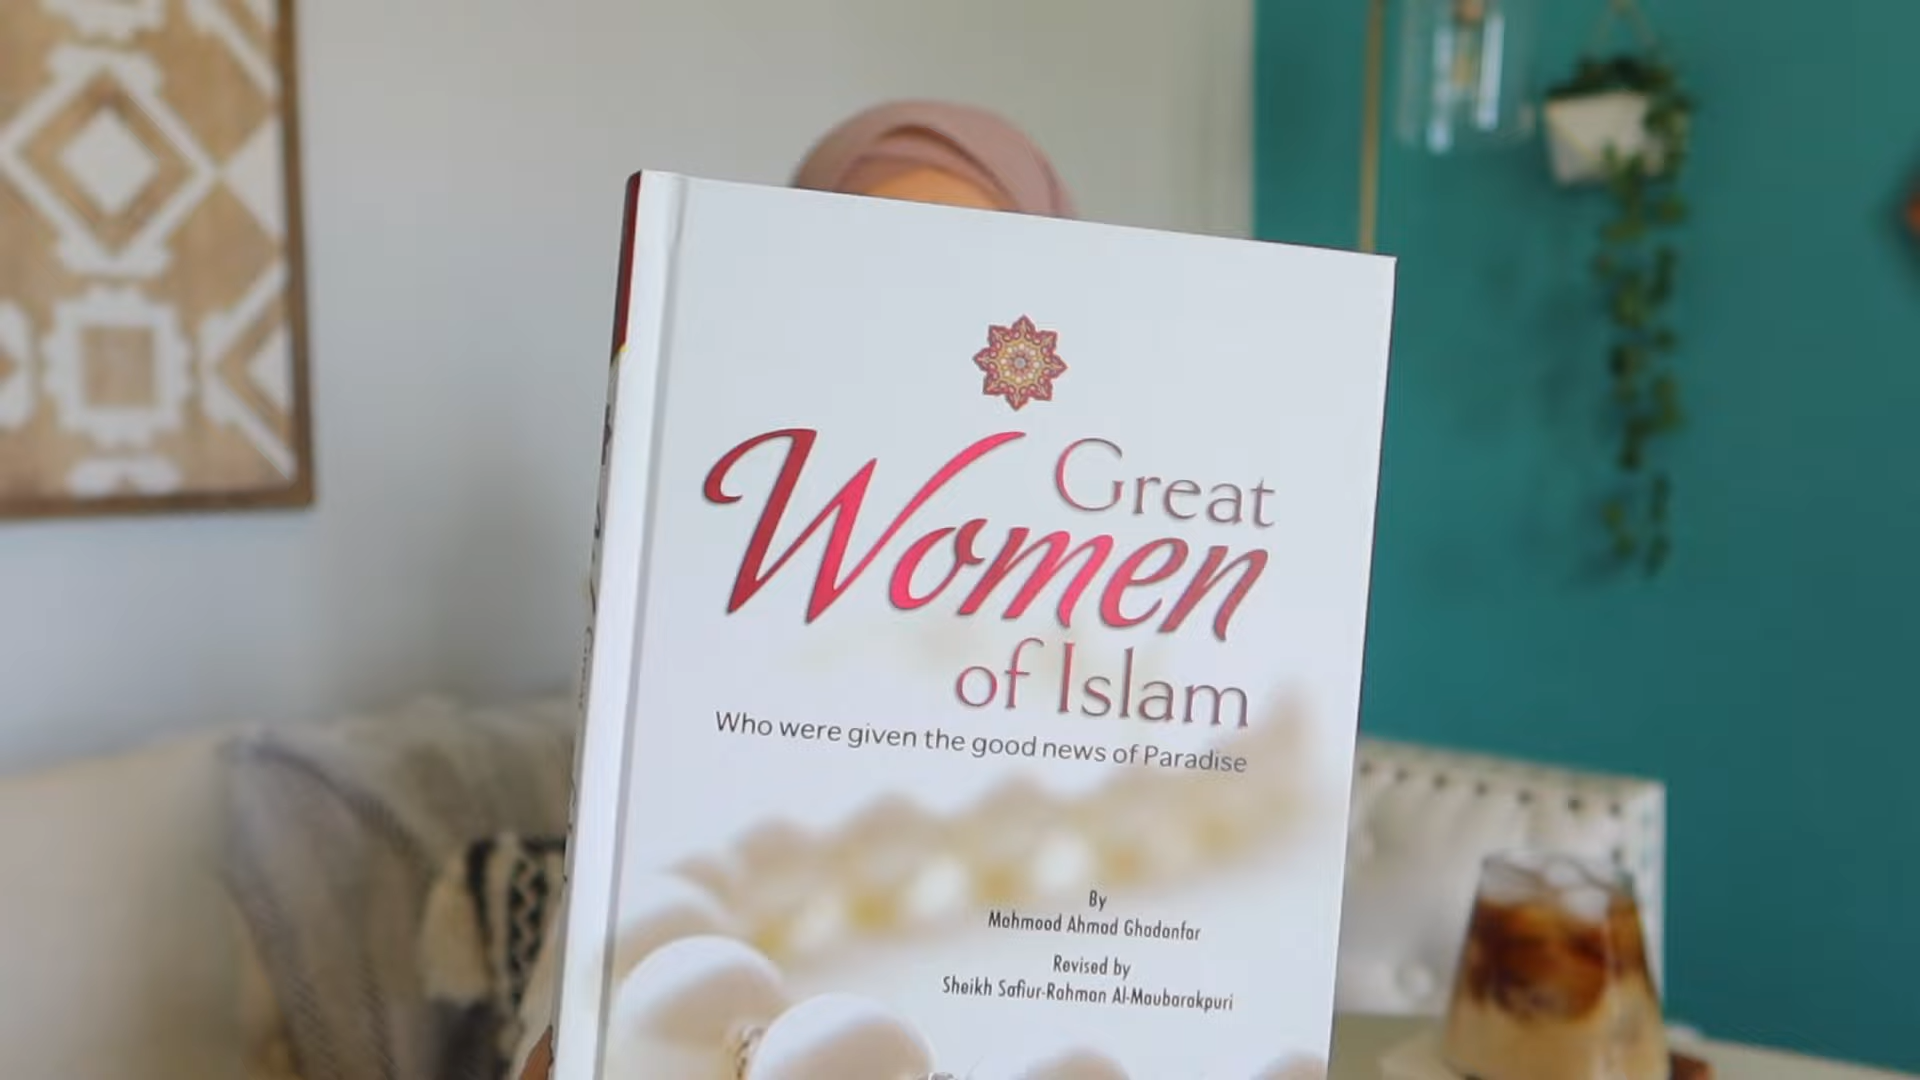 Great
Women
of Islam
Who were given the good news of Paradise
By
Mahmood Ahmad Ghadanfar
Revised by
Sheikh Safiur-Rahman Al-Maubarakpuri